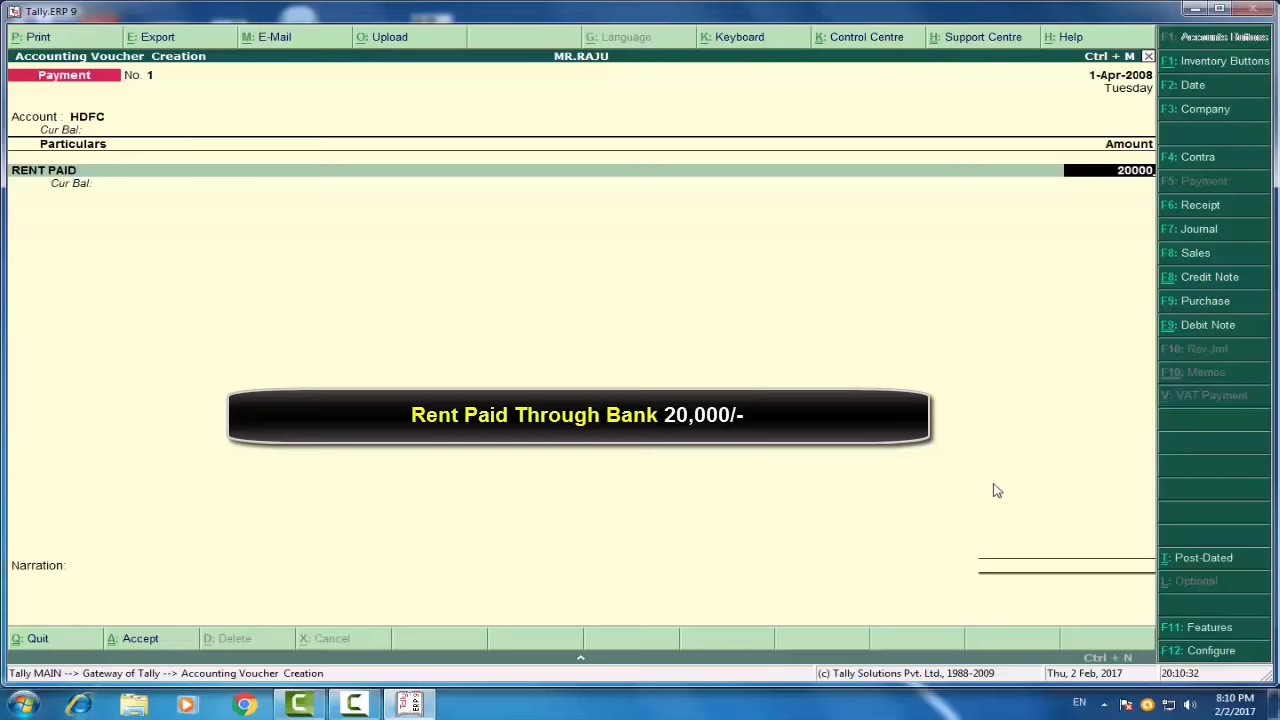 Tally.ERP 9
P: Print E: Export M: E-Mail O: Upload G: Language K: Keyboard K: Control Centre H: Support Centre H: Help
Accounting Voucher Creation MR.RAJU Ctrl + M
Payment No. 1 1-Apr-2008
Tuesday
Account : HDFC
Cur Bal:
Particulars Amount
RENT PAID 20000
Cur Bal:
Rent Paid Through Bank 20,000/-
Narration:
F1: Accounts Buttons
F1: Inventory Buttons
F2: Date
F3: Company
F4: Contra
F5: Payment
F6: Receipt
F7: Journal
F8: Sales
F8: Credit Note
F9: Purchase
F9: Debit Note
F10: Rev Jrnl
F10: Memos
V: VAT Payment
T: Post-Dated
L: Optional
F11: Features
F12: Configure
Q: Quit A: Accept D: Delete X: Cancel
Ctrl + N
Tally MAIN --> Gateway of Tally --> Accounting Voucher Creation (c) Tally Solutions Pvt. Ltd., 1988-2009 Thu, 2 Feb, 2017 20:10:32
EN 8:10 PM
2/2/2017